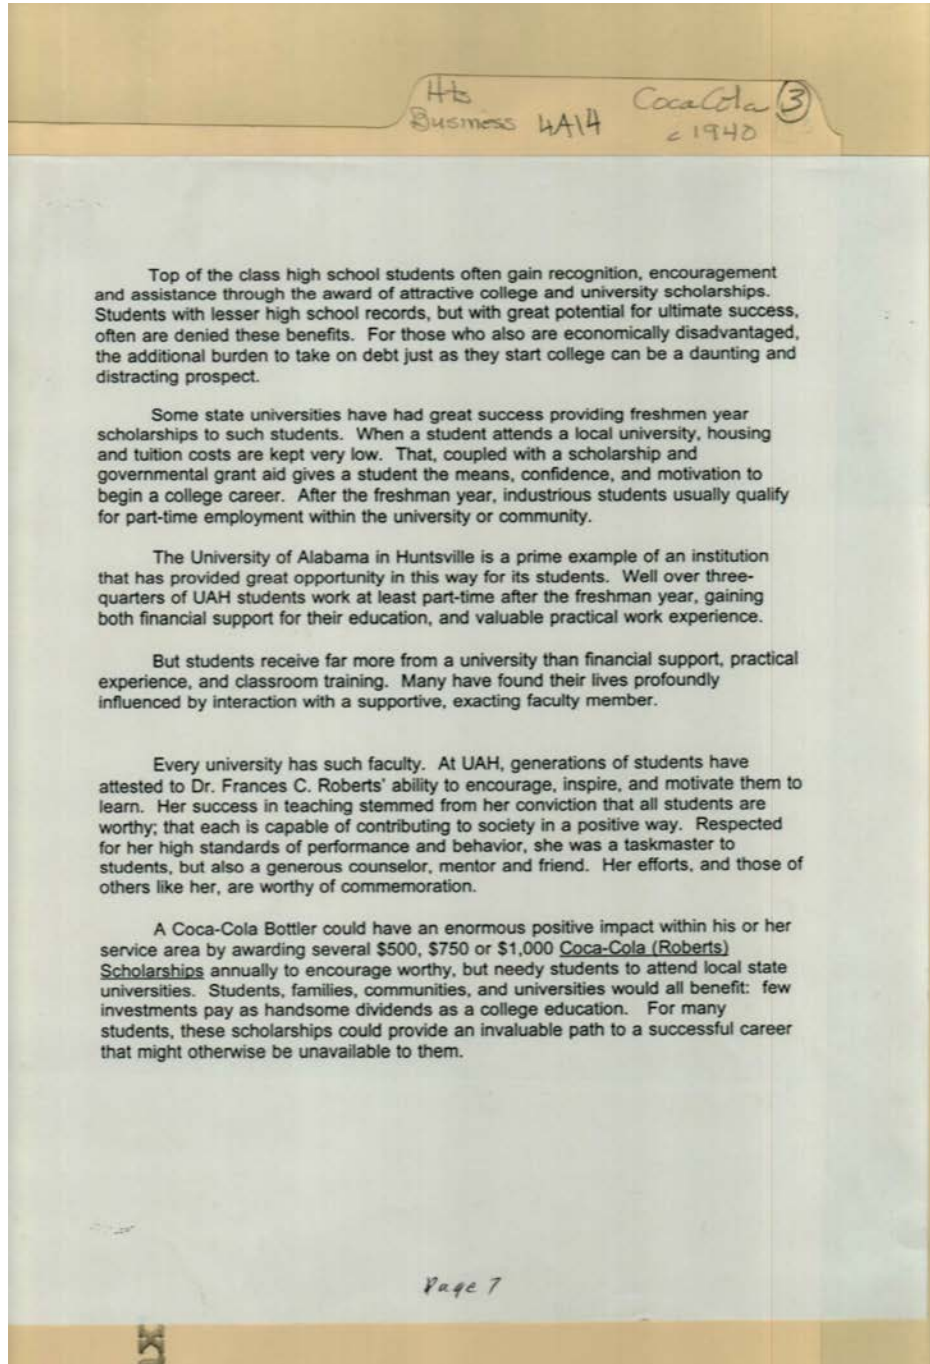 Hts
Business 4A14
Coca Cola 3
c 1940
Top of the class high school students often gain recognition, encouragement
and assistance through the award of attractive college and university scholarships.
Students with lesser high school records, but with great potential for ultimate success,
often are denied these benefits. For those who also are economically disadvantaged,
the additional burden to take on debt just as they start college can be a daunting and
distracting prospect.
Some state universities have had great success providing freshmen year
scholarships to such students. When a student attends a local university, housing
and tuition costs are kept very low. That, coupled with a scholarship and
governmental grant aid gives a student the means, confidence, and motivation to
begin a college career. After the freshman year, industrious students usually qualify
for part-time employment within the university or community.
The University of Alabama in Huntsville is a prime example of an institution
that has provided great opportunity in this way for its students. Well over three-
quarters of UAH students work at least part-time after the freshman year, gaining
both financial support for their education, and valuable practical work experience.
But students receive far more from a university than financial support, practical
experience, and classroom training. Many have found their lives profoundly
influenced by interaction with a supportive, exacting faculty member.
Every university has such faculty. At UAH, generations of students have
attested to Dr. Frances C. Roberts' ability to encourage, inspire, and motivate them to
learn. Her success in teaching stemmed from her conviction that all students are
worthy; that each is capable of contributing to society in a positive way. Respected
for her high standards of performance and behavior, she was a taskmaster to
students, but also a generous counselor, mentor and friend. Her efforts, and those of
others like her, are worthy of commemoration.
A Coca-Cola Bottler could have an enormous positive impact within his or her
service area by awarding several $500, $750 or $1,000 Coca-Cola (Roberts)
Scholarships annually to encourage worthy, but needy students to attend local state
universities. Students, families, communities, and universities would all benefit: few
investments pay as handsome dividends as a college education. For many
students, these scholarships could provide an invaluable path to a successful career
that might otherwise be unavailable to them.
Page 7